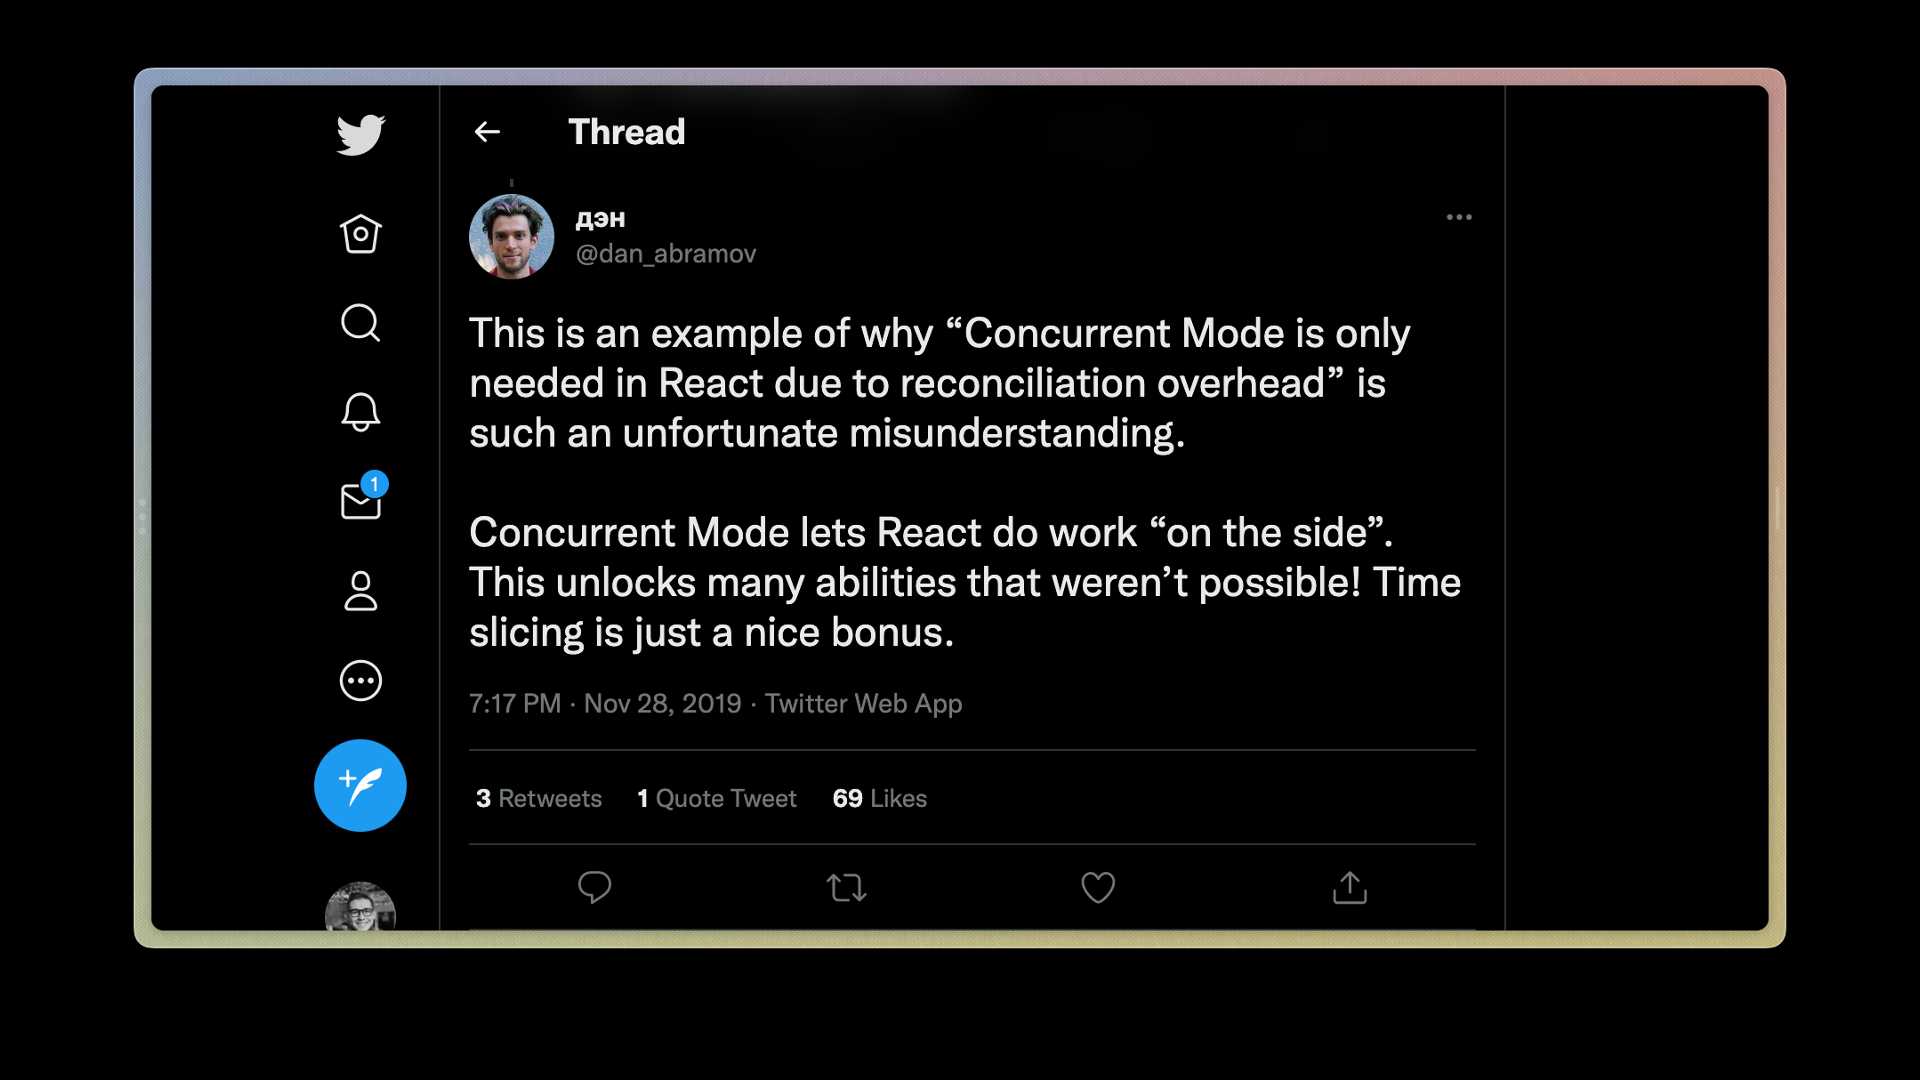 Thread
дэн
@dan_abramov
This is an example of why “Concurrent Mode is only
needed in React due to reconciliation overhead” is
such an unfortunate misunderstanding.
Concurrent Mode lets React do work “on the side”.
This unlocks many abilities that weren’t possible! Time
slicing is just a nice bonus.
1
7:17 PM · Nov 28, 2019 · Twitter Web App
3 Retweets 1 Quote Tweet 69 Likes